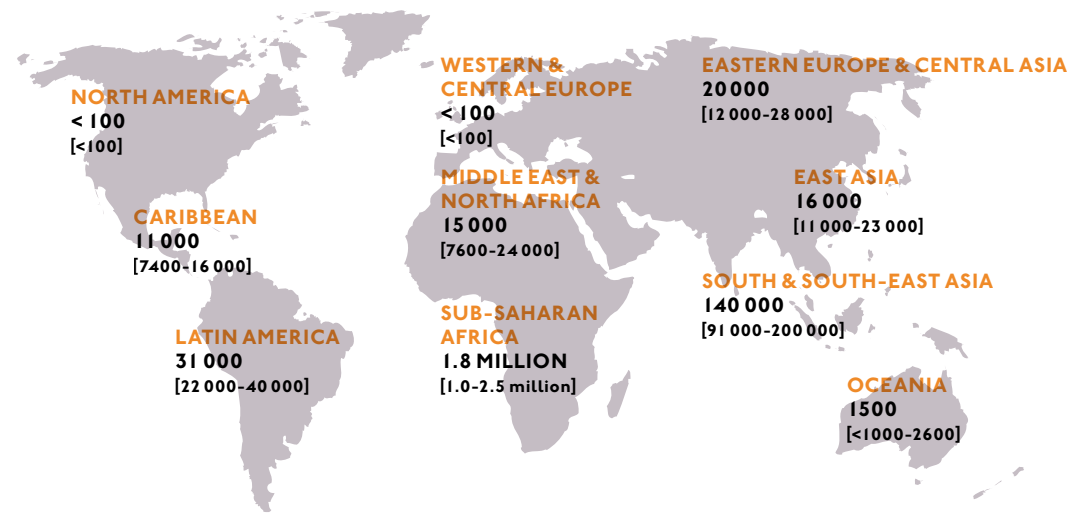 NORTH AMERICA
< 100
[<100]
WESTERN &
CENTRAL EUROPE
< 100
[<100]
EASTERN EUROPE & CENTRAL ASIA
20 000
[12 000–28 000]
MIDDLE EAST &
NORTH AFRICA
15 000
[7600–24 000]
EAST ASIA
16 000
[11 000–23 000]
CARIBBEAN
11 000
[7400–16 000]
SOUTH & SOUTH-EAST ASIA
140 000
[91 000–200 000]
LATIN AMERICA
31 000
[22 000–40 000]
SUB-SAHARAN
AFRICA
1.8 MILLION
[1.0–2.5 million]
OCEANIA
1500
[<1000–2600]